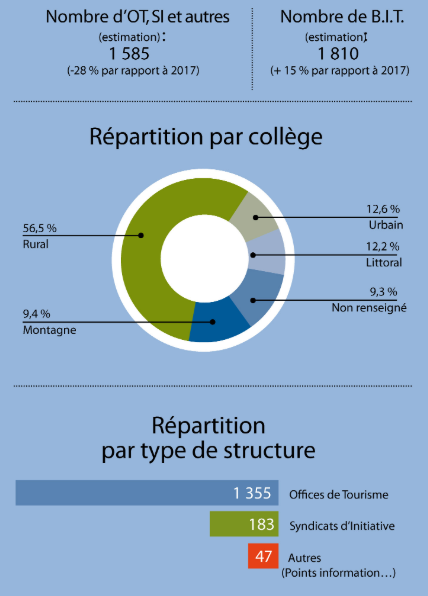 Nombre d'OT, SI et autres
(estimation) :
1 585
(-28 % par rapport à 2017)
Nombre de B.I.T.
(estimation):
1 810
(+ 15 % par rapport à 2017)
Répartition par collège
56,5 %
Rural
12,6 %
Urbain
12,2 %
Littoral
9,3 %
Non renseigné
9,4 %
Montagne
Répartition
par type de structure
1 355 Offices de Tourisme
183 Syndicats d'Initiative
47 Autres
(Points information…)